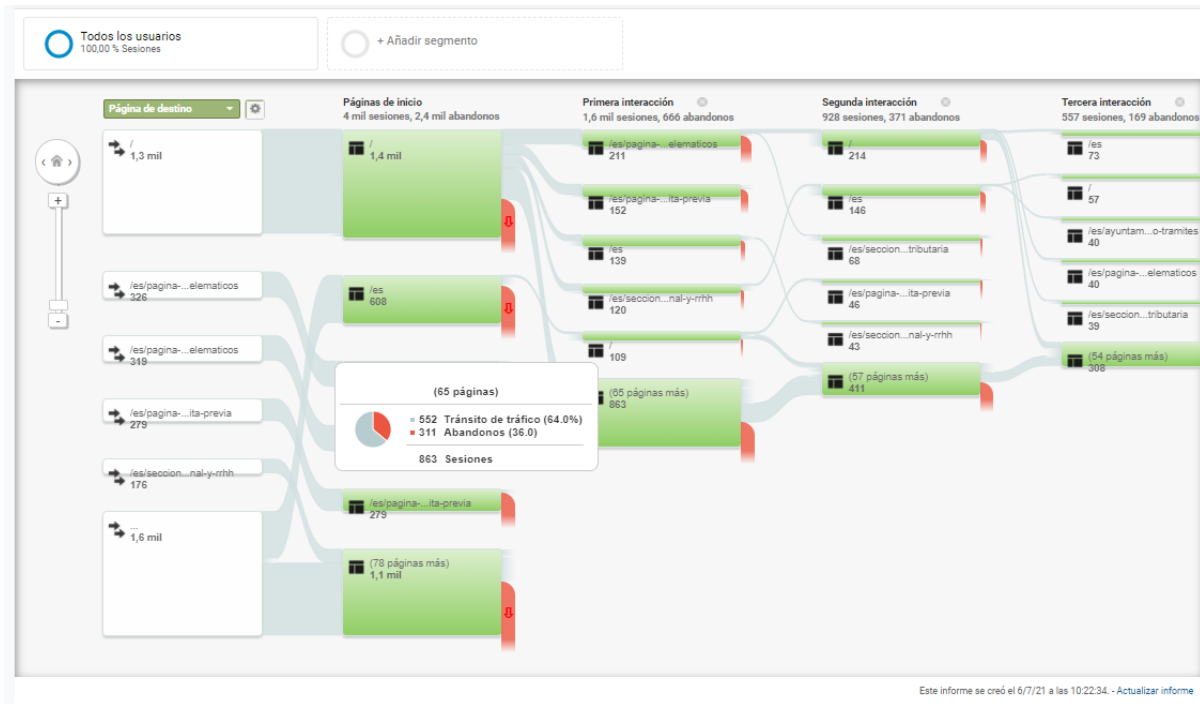 Todos los usuarios
100,00 % Sesiones
+ Añadir segmento
Página de destino
Páginas de inicio
4 mil sesiones, 2,4 mil abandonos
Primera interacción
1,6 mil sesiones, 666 abandonos
Segunda interacción
928 sesiones, 371 abandonos
Tercera interacción
557 sesiones, 169 abandonos
/
1,3 mil
/es/pagina-...elematicos
326
/es/pagina-...elematicos
319
/es/pagina-...ita-previa
279
/es/seccion...nal-y-rrhh
176
...
1,6 mil
/
1,4 mil
/es
608
/es/pagina-...ita-previa
279
(78 páginas más)
1,1 mil
(65 páginas)
552 Tránsito de tráfico (64.0%)
311 Abandonos (36.0)
863 Sesiones
/es/pagina-...elematicos
211
/es/pagina-...ita-previa
152
/es
139
/es/seccion...nal-y-rrhh
120
/
109
(65 páginas más)
863
/
214
/es
146
/es/seccion...tributaria
68
/es/pagina-...ita-previa
46
/es/seccion...nal-y-rrhh
43
(57 páginas más)
411
/es
73
/
57
/es/ayuntam...o-tramites
40
/es/pagina-...elematicos
40
/es/seccion...tributaria
39
(54 páginas más)
308
Este informe se creó el 6/7/21 a las 10:22:34. - Actualizar informe